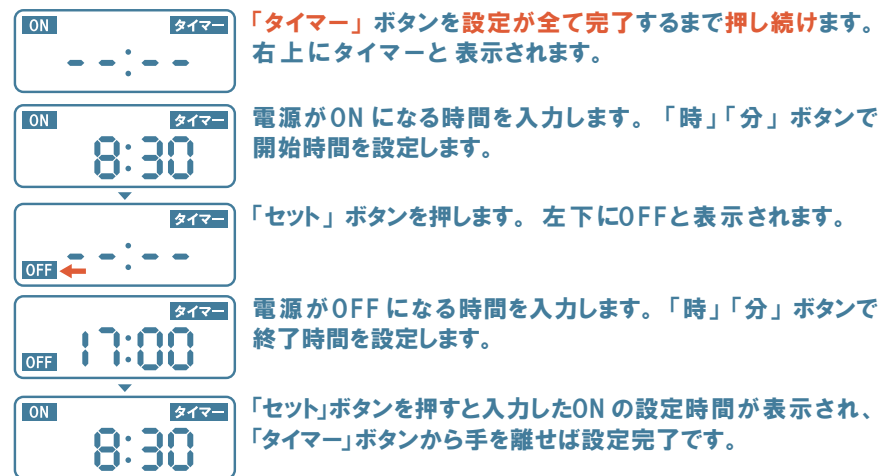 ON タイマー
--:--
「タイマー」ボタンを設定が全て完了するまで押し続けます。
右上にタイマーと表示されます。
ON タイマー
8:30
電源がONになる時間を入力します。「時」「分」ボタンで
開始時間を設定します。
タイマー
OFF --:--
「セット」ボタンを押します。左下にOFFと表示されます。
タイマー
OFF 17:00
電源がOFFになる時間を入力します。「時」「分」ボタンで
終了時間を設定します。
ON タイマー
8:30
「セット」ボタンを押すと入力したONの設定時間が表示され、
「タイマー」ボタンから手を離せば設定完了です。